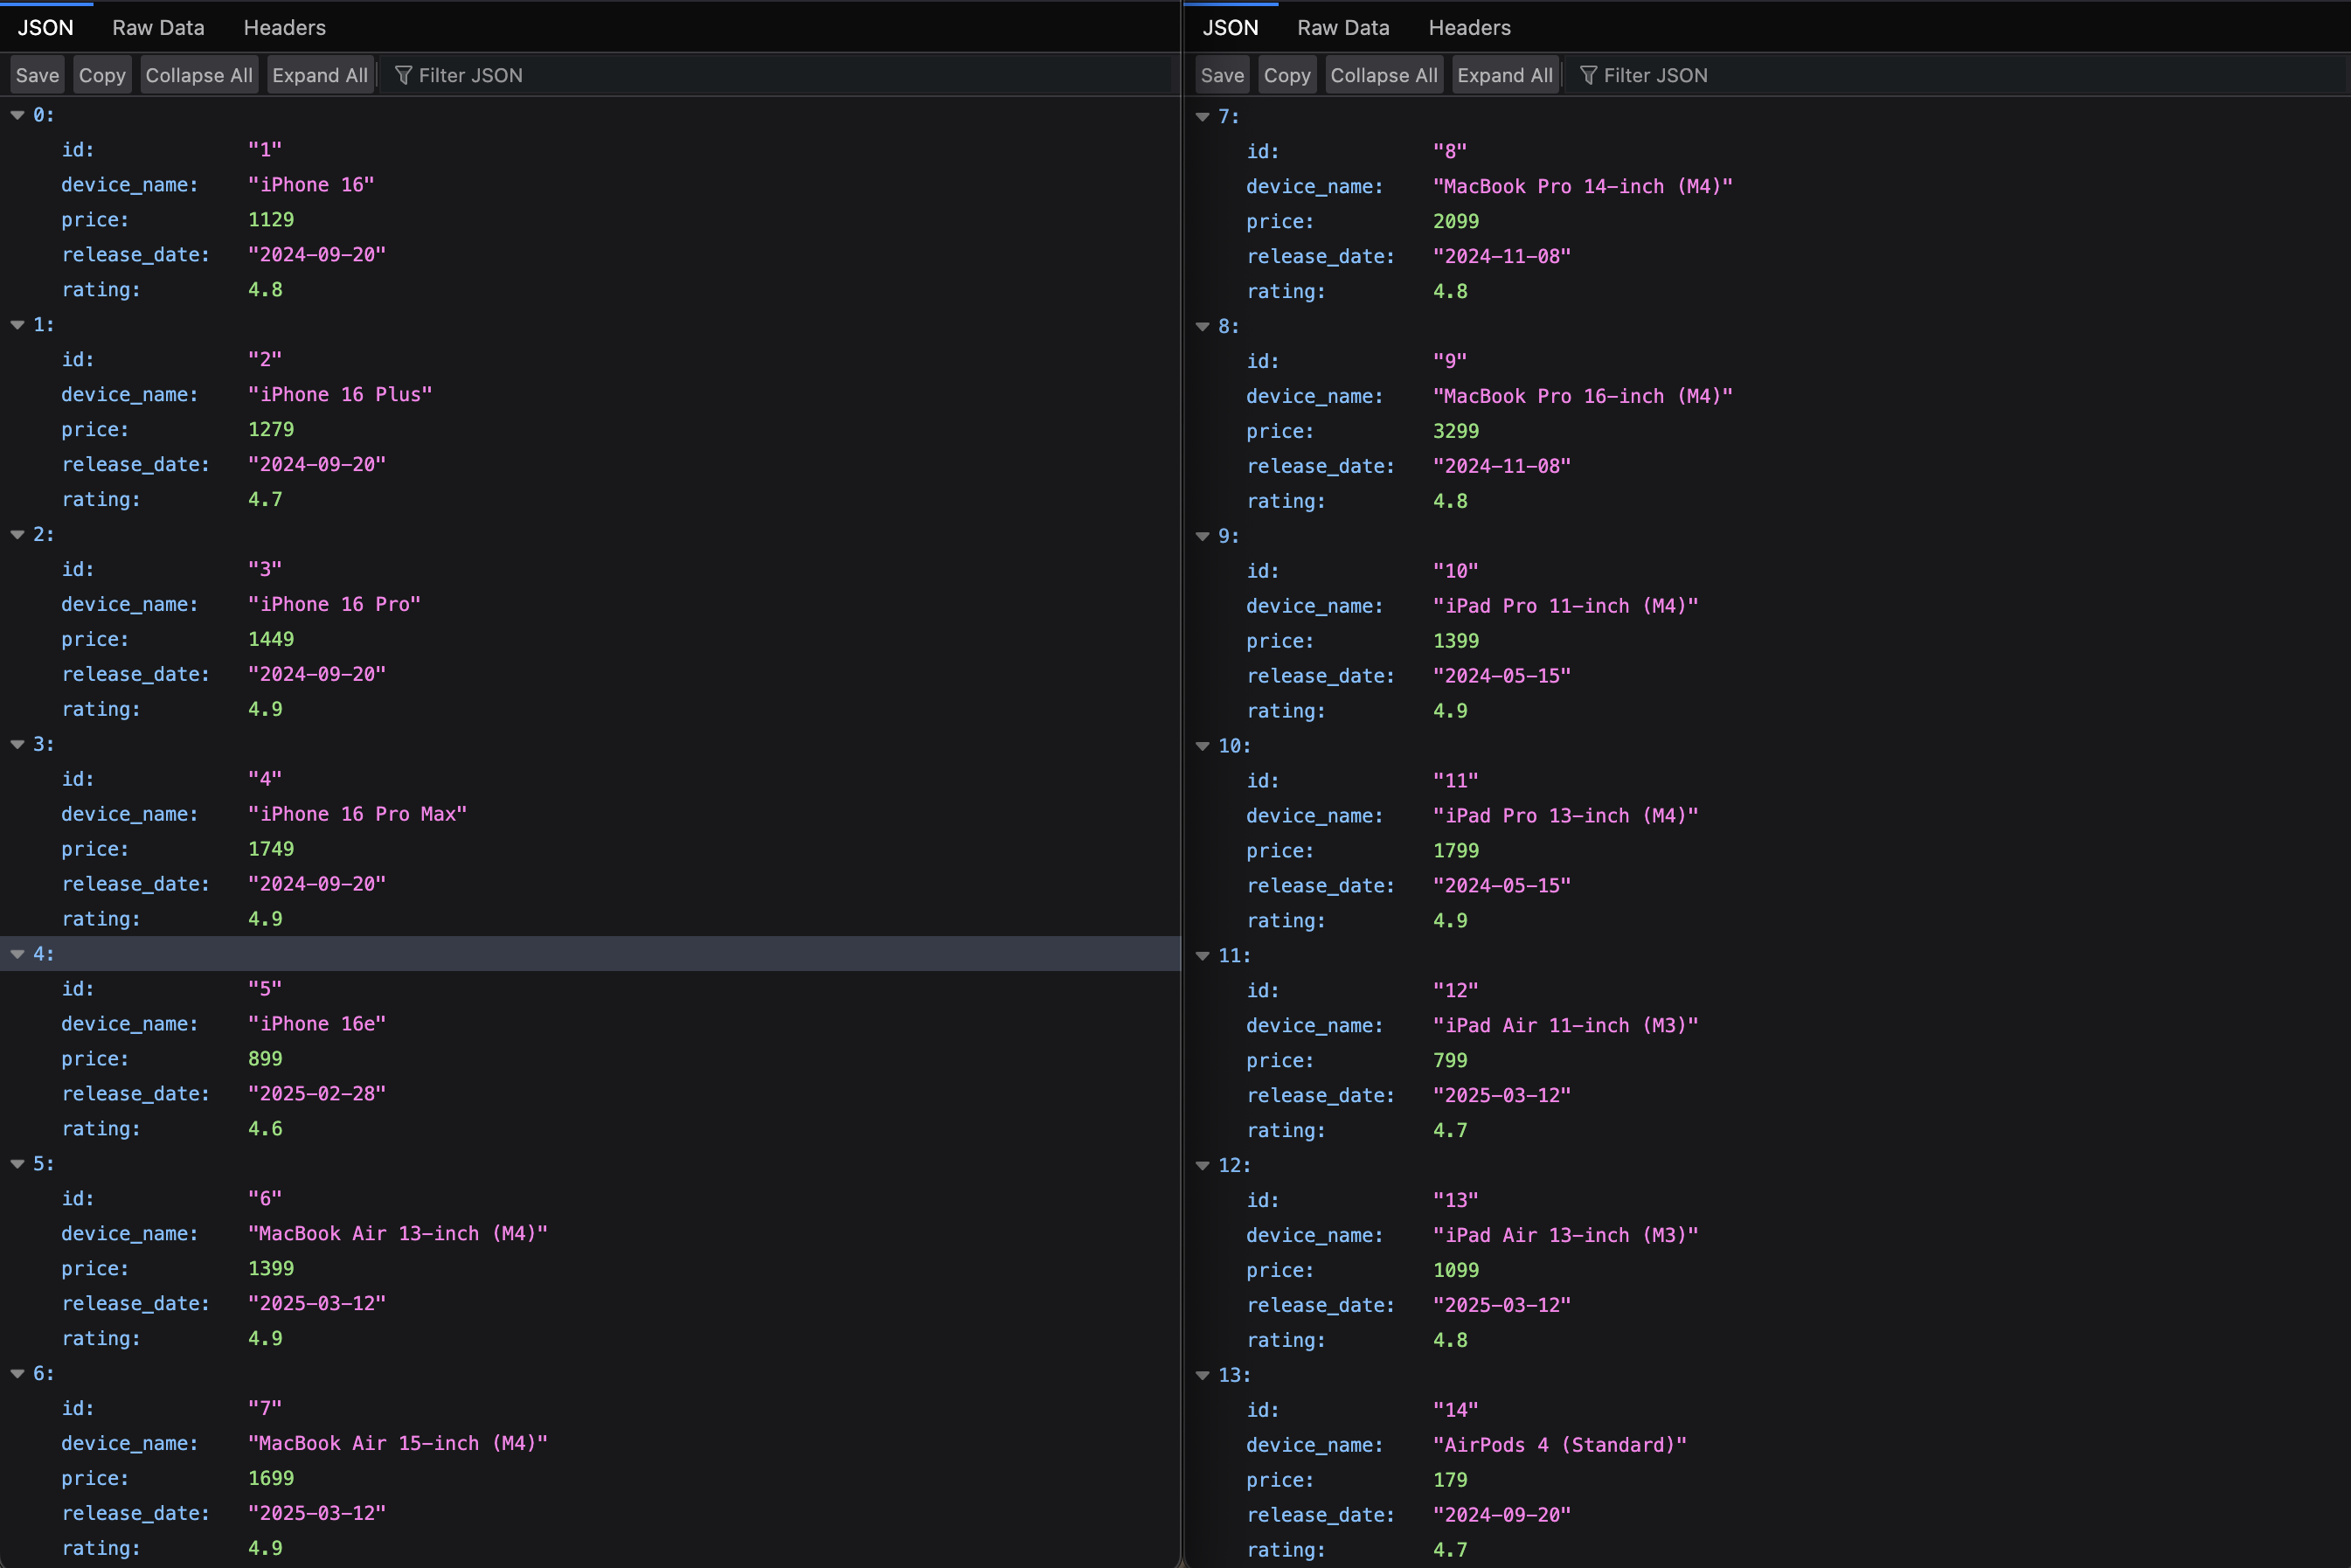 JSON Raw Data Headers
Save Copy Collapse All Expand All Filter JSON
0:
id: "1"
device_name: "iPhone 16"
price: 1129
release_date: "2024-09-20"
rating: 4.8
1:
id: "2"
device_name: "iPhone 16 Plus"
price: 1279
release_date: "2024-09-20"
rating: 4.7
2:
id: "3"
device_name: "iPhone 16 Pro"
price: 1449
release_date: "2024-09-20"
rating: 4.9
3:
id: "4"
device_name: "iPhone 16 Pro Max"
price: 1749
release_date: "2024-09-20"
rating: 4.9
4:
id: "5"
device_name: "iPhone 16e"
price: 899
release_date: "2025-02-28"
rating: 4.6
5:
id: "6"
device_name: "MacBook Air 13-inch (M4)"
price: 1399
release_date: "2025-03-12"
rating: 4.9
6:
id: "7"
device_name: "MacBook Air 15-inch (M4)"
price: 1699
release_date: "2025-03-12"
rating: 4.9
JSON Raw Data Headers
Save Copy Collapse All Expand All Filter JSON
7:
id: "8"
device_name: "MacBook Pro 14-inch (M4)"
price: 2099
release_date: "2024-11-08"
rating: 4.8
8:
id: "9"
device_name: "MacBook Pro 16-inch (M4)"
price: 3299
release_date: "2024-11-08"
rating: 4.8
9:
id: "10"
device_name: "iPad Pro 11-inch (M4)"
price: 1399
release_date: "2024-05-15"
rating: 4.9
10:
id: "11"
device_name: "iPad Pro 13-inch (M4)"
price: 1799
release_date: "2024-05-15"
rating: 4.9
11:
id: "12"
device_name: "iPad Air 11-inch (M3)"
price: 799
release_date: "2025-03-12"
rating: 4.7
12:
id: "13"
device_name: "iPad Air 13-inch (M3)"
price: 1099
release_date: "2025-03-12"
rating: 4.8
13:
id: "14"
device_name: "AirPods 4 (Standard)"
price: 179
release_date: "2024-09-20"
rating: 4.7